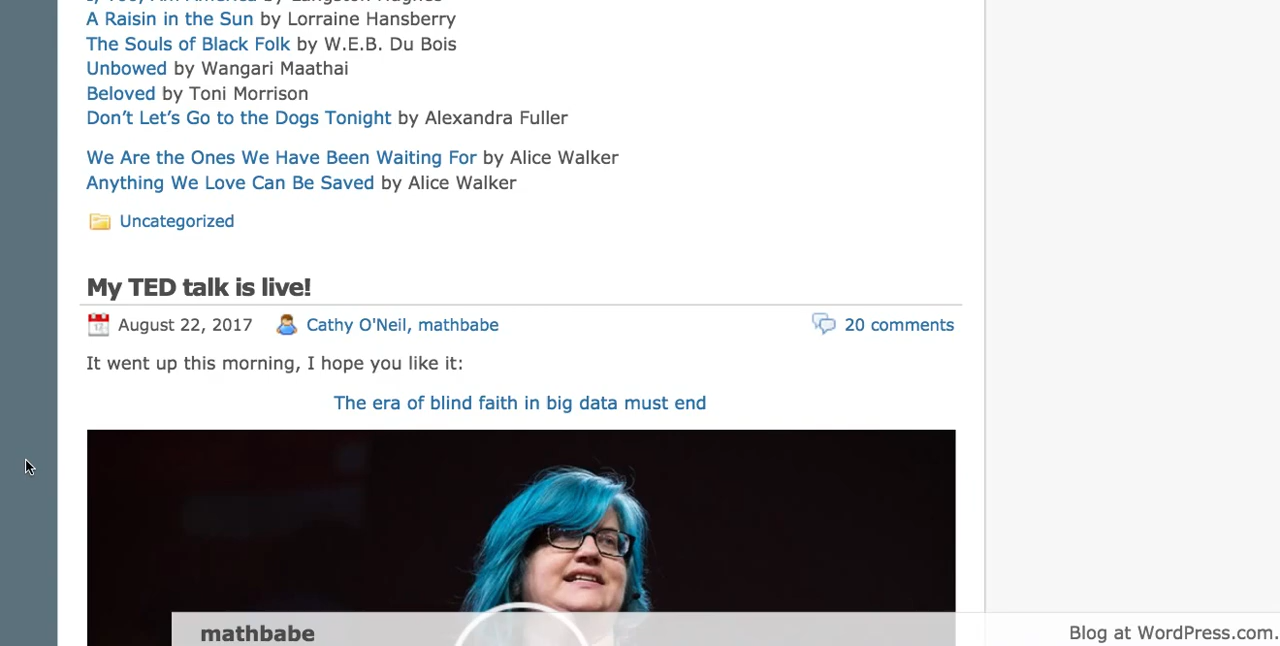 A Raisin in the Sun by Lorraine Hansberry
The Souls of Black Folk by W.E.B. Du Bois
Unbowed by Wangari Maathai
Beloved by Toni Morrison
Don’t Let’s Go to the Dogs Tonight by Alexandra Fuller
We Are the Ones We Have Been Waiting For by Alice Walker
Anything We Love Can Be Saved by Alice Walker
Uncategorized
My TED talk is live!
August 22, 2017 Cathy O'Neil, mathbabe 20 comments
It went up this morning, I hope you like it:
The era of blind faith in big data must end
mathbabe Blog at WordPress.com.